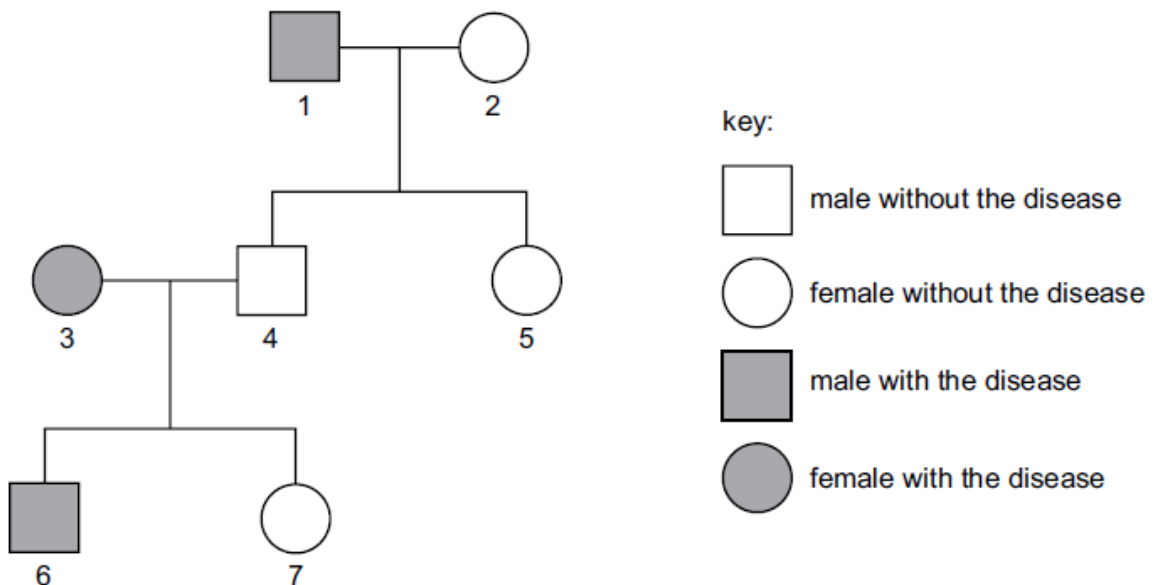 1
2
key:
male without the disease
female without the disease
3
4
5
male with the disease
female with the disease
6
7